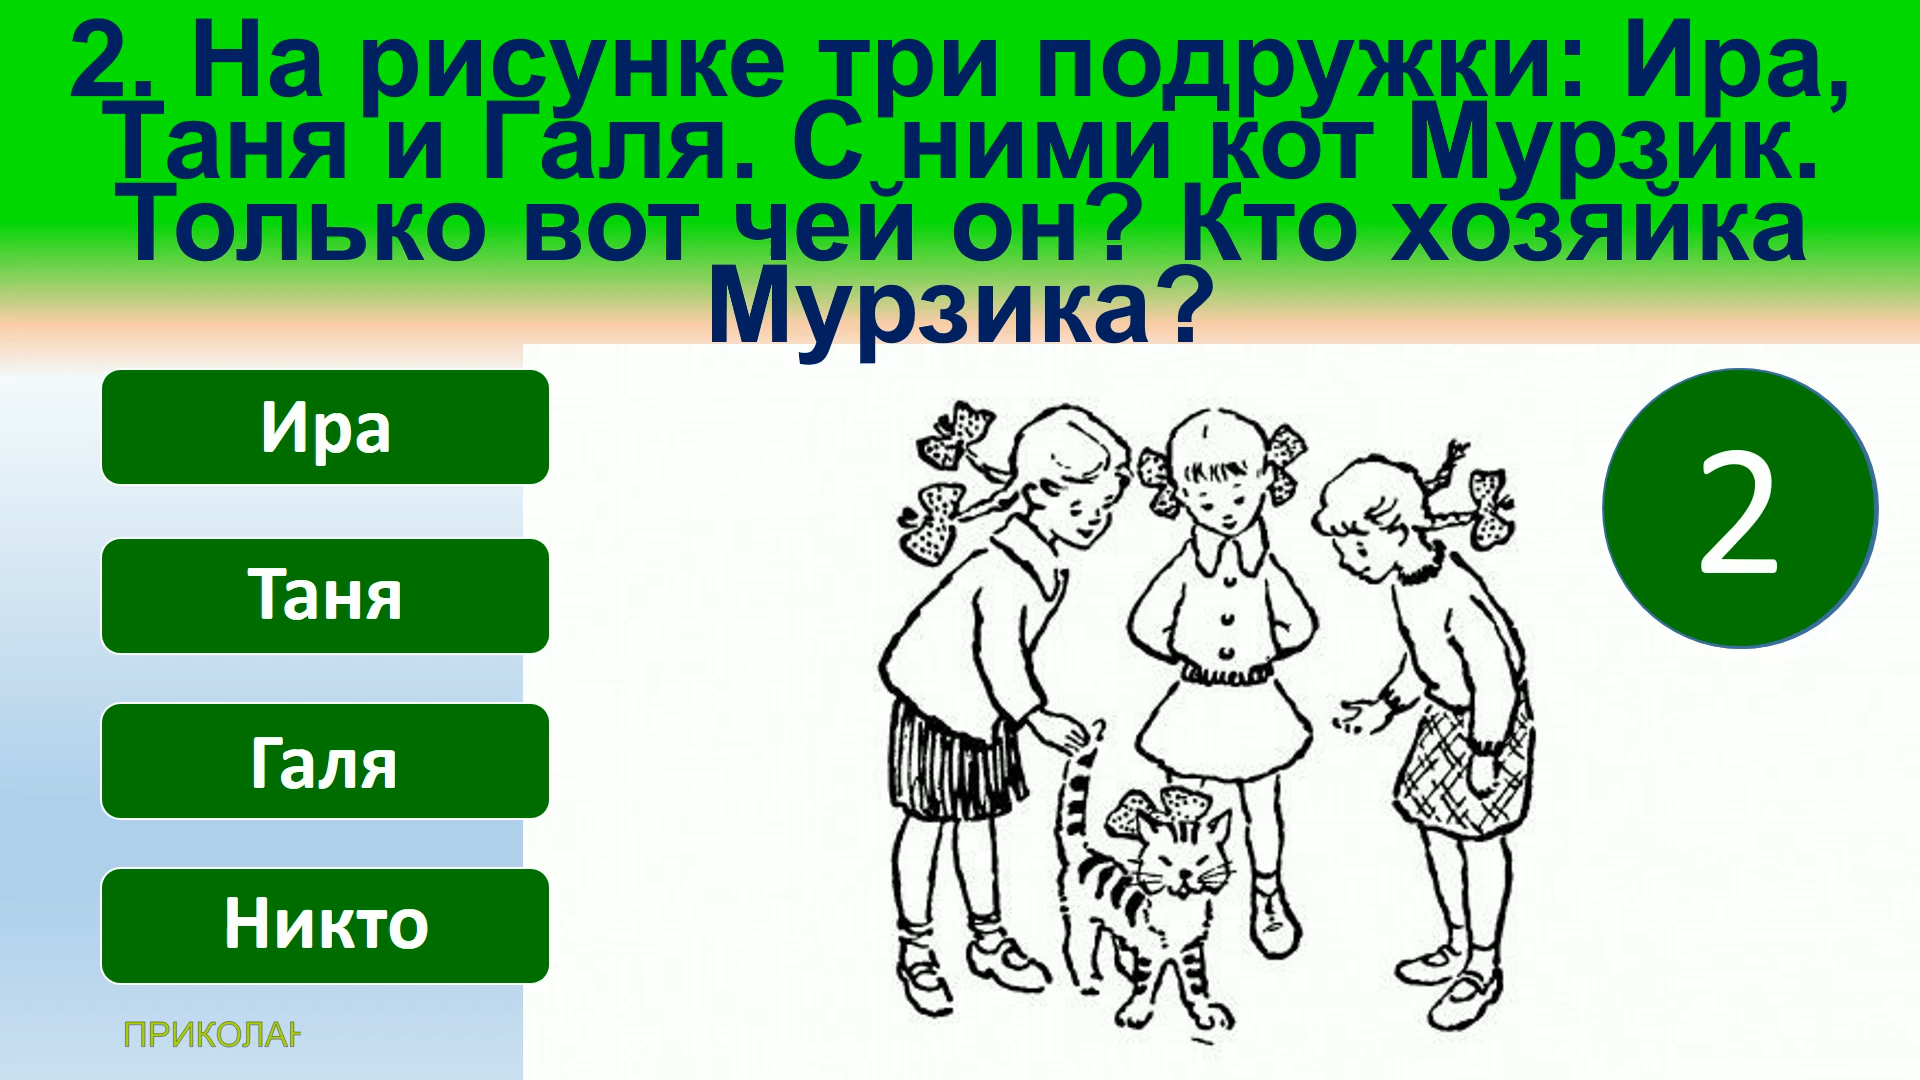 2. На рисунке три подружки: Ира,
Таня и Галя. С ними кот Мурзик.
Только вот чей он? Кто хозяйка
Мурзика?
Ира
Таня
Галя
Никто
2
ПРИКОЛАН